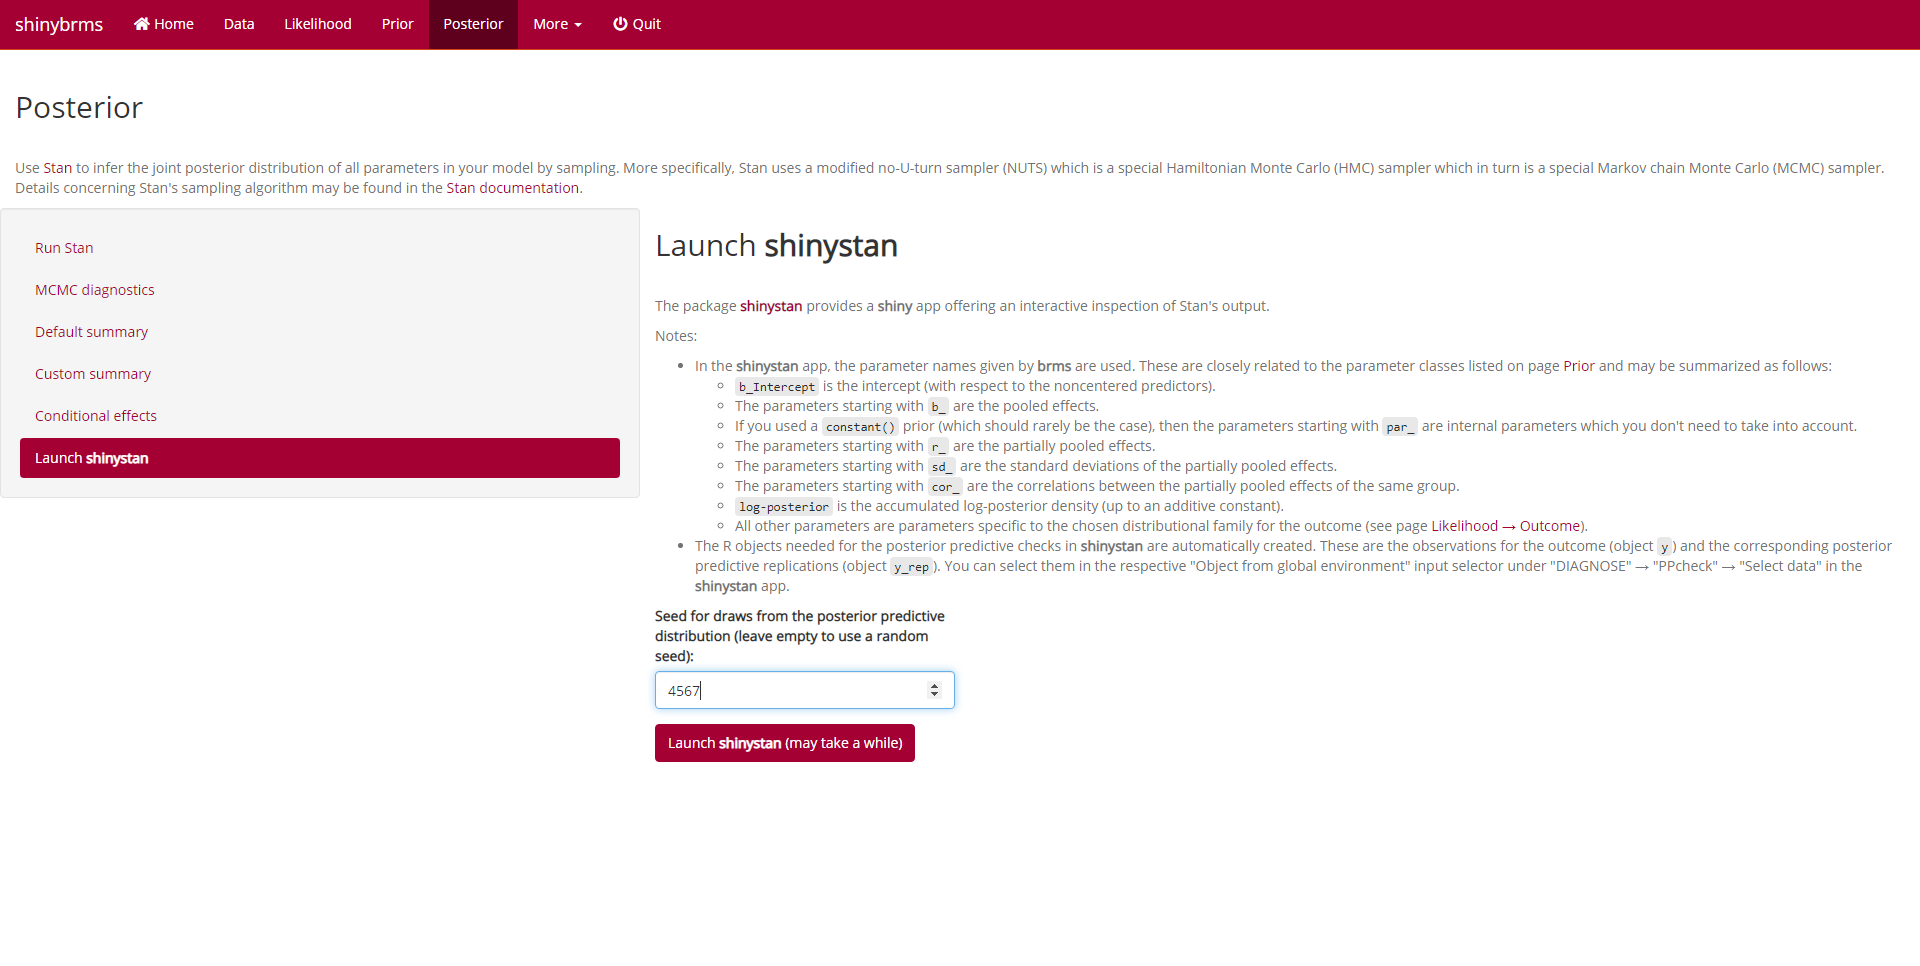 shinybrms Home Data Likelihood Prior Posterior More Quit
Posterior
Use Stan to infer the joint posterior distribution of all parameters in your model by sampling. More specifically, Stan uses a modified no-U-turn sampler (NUTS) which is a special Hamiltonian Monte Carlo (HMC) sampler which in turn is a special Markov chain Monte Carlo (MCMC) sampler.
Details concerning Stan's sampling algorithm may be found in the Stan documentation.
Run Stan
MCMC diagnostics
Default summary
Custom summary
Conditional effects
Launch shinystan
Launch shinystan
The package shinystan provides a shiny app offering an interactive inspection of Stan's output.
Notes:
In the shinystan app, the parameter names given by brms are used. These are closely related to the parameter classes listed on page Prior and may be summarized as follows:
b_Intercept is the intercept (with respect to the noncentered predictors).
The parameters starting with b_ are the pooled effects.
If you used a constant() prior (which should rarely be the case), then the parameters starting with par_ are internal parameters which you don't need to take into account.
The parameters starting with r_ are the partially pooled effects.
The parameters starting with sd_ are the standard deviations of the partially pooled effects.
The parameters starting with cor_ are the correlations between the partially pooled effects of the same group.
log-posterior is the accumulated log-posterior density (up to an additive constant).
All other parameters are parameters specific to the chosen distributional family for the outcome (see page Likelihood → Outcome).
The R objects needed for the posterior predictive checks in shinystan are automatically created. These are the observations for the outcome (object y) and the corresponding posterior
predictive replications (object y_rep). You can select them in the respective "Object from global environment" input selector under "DIAGNOSE" → "PPcheck" → "Select data" in the
shinystan app.
Seed for draws from the posterior predictive
distribution (leave empty to use a random
seed):
4567
Launch shinystan (may take a while)